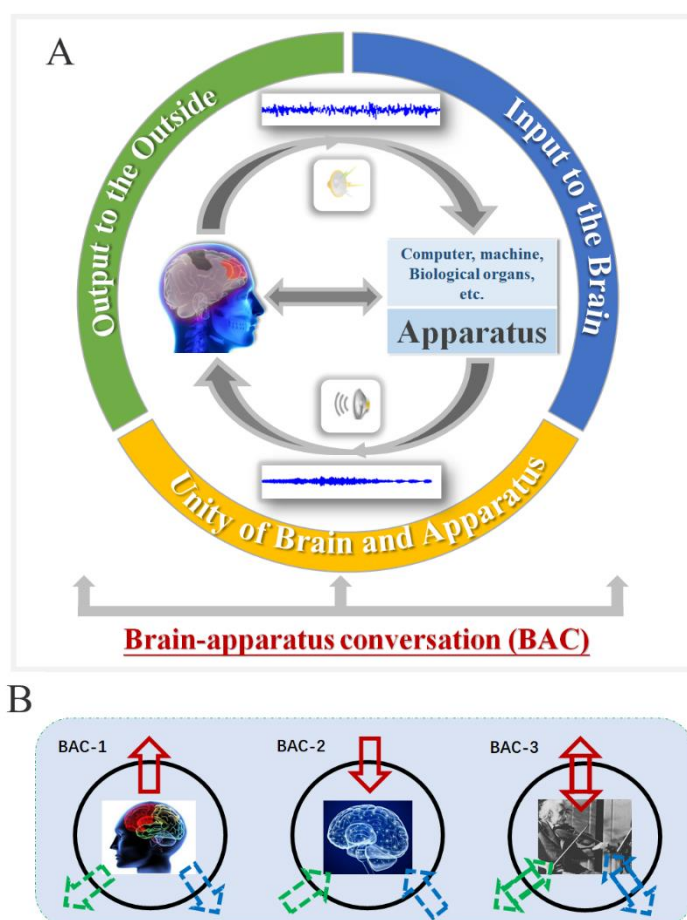 A
Output to the Outside
Input to the Brain
Computer, machine,
Biological organs,
etc.
Apparatus
Unity of Brain and Apparatus
Brain-apparatus conversation (BAC)
B
BAC-1
BAC-2
BAC-3